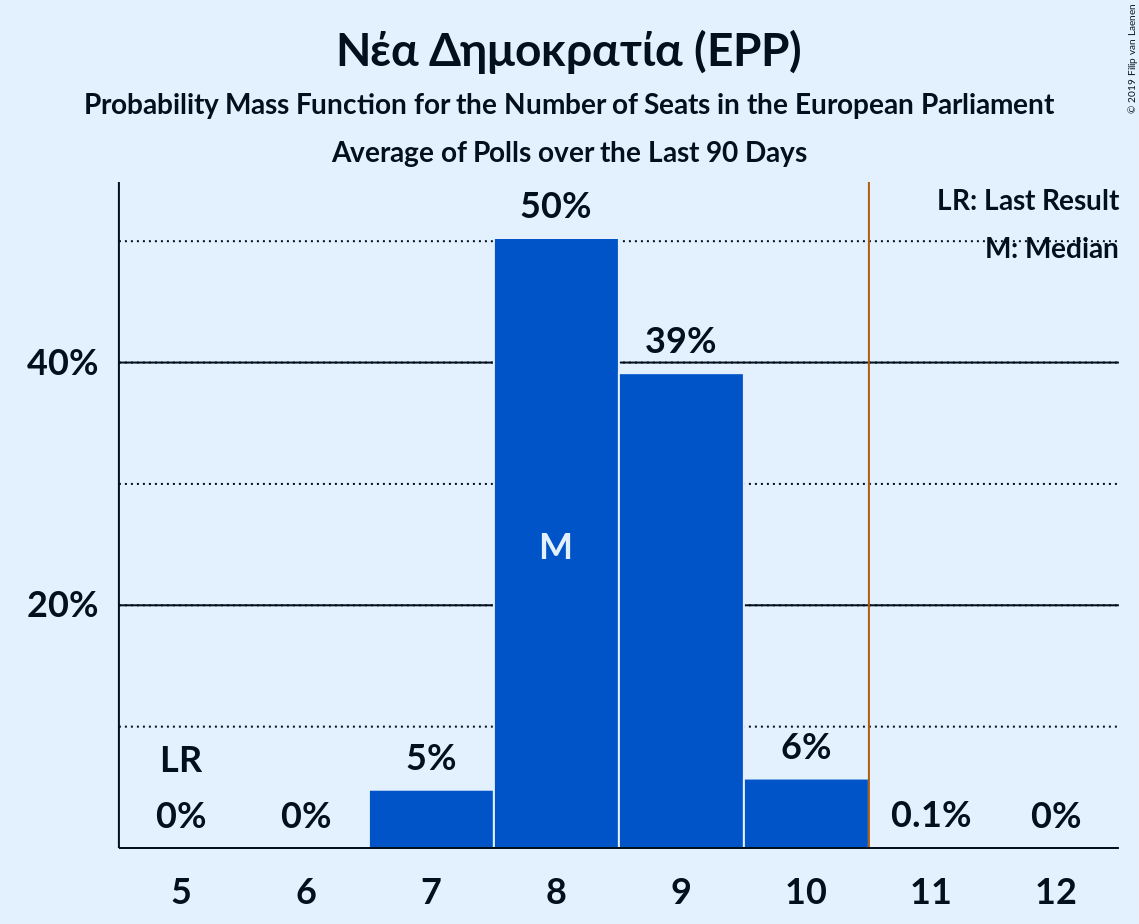 Νέα Δημοκρατία (EPP)
Probability Mass Function for the Number of Seats in the European Parliament
Average of Polls over the Last 90 Days
© 2019 Filip van Laenen
LR: Last Result
M: Median
50%
39%
40%
M
20%
LR
5%
6%
0%
0%
0.1%
0%
5 6 7 8 9 10 11 12